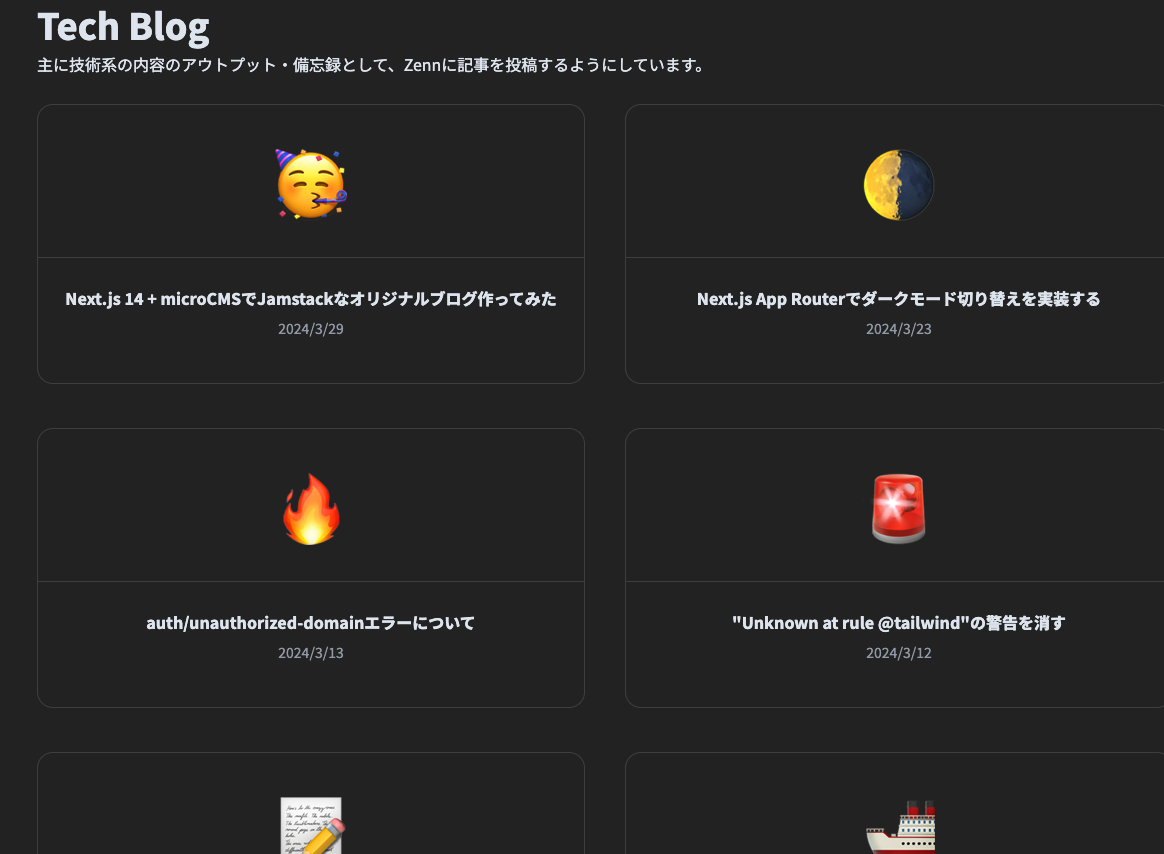 Tech Blog
主に技術系の内容のアウトプット・備忘録として、Zennに記事を投稿するようにしています。
Next.js 14 + microCMSでJamstackなオリジナルブログ作ってみた
2024/3/29
Next.js App Routerでダークモード切り替えを実装する
2024/3/23
auth/unauthorized-domainエラーについて
2024/3/13
"Unknown at rule @tailwind"の警告を消す
2024/3/12